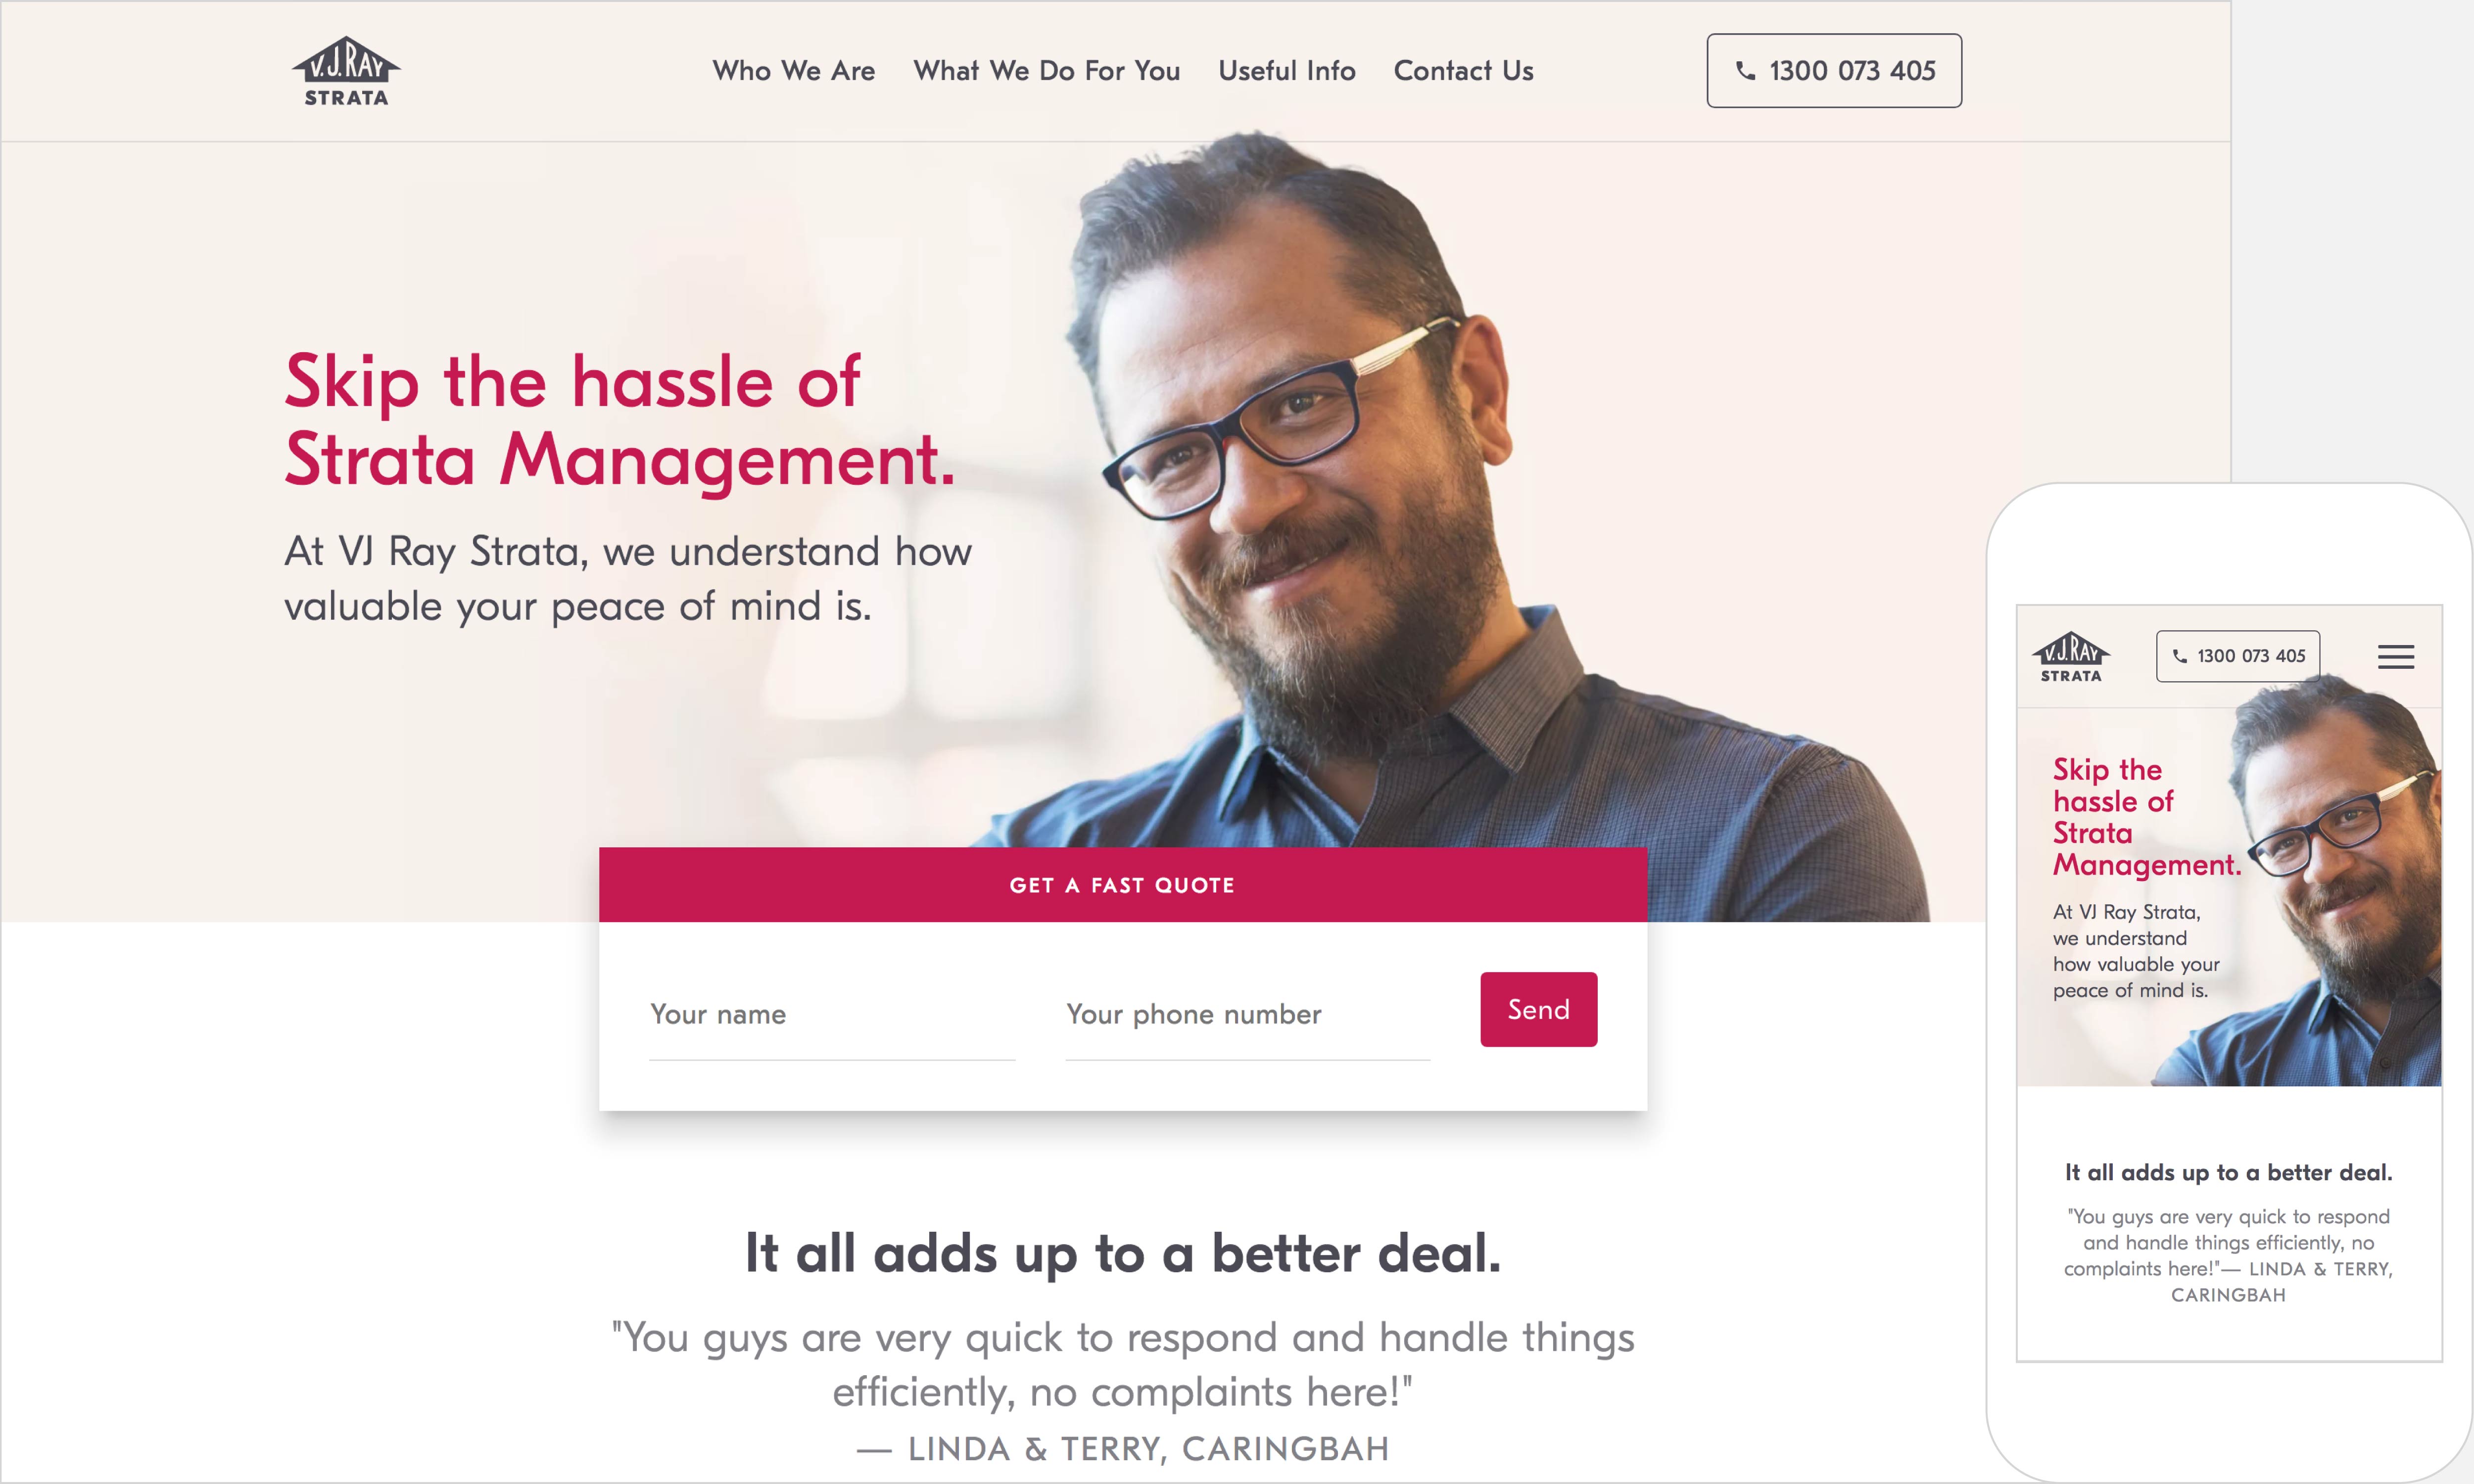 V.J.RAY
STRATA
Who We Are
What We Do For You
Useful Info
Contact Us
1300 073 405
Skip the hassle of
Strata Management.
At VJ Ray Strata, we understand how
valuable your peace of mind is.
GET A FAST QUOTE
Your name
Your phone number
Send
It all adds up to a better deal.
"You guys are very quick to respond and handle things
efficiently, no complaints here!"
— LINDA & TERRY, CARINGBAH
V.J.RAY
STRATA
1300 073 405
Skip the
hassle of
Strata
Management.
At VJ Ray Strata,
we understand
how valuable your
peace of mind is.
It all adds up to a better deal.
"You guys are very quick to respond
and handle things efficiently, no
complaints here!"— LINDA & TERRY,
CARINGBAH